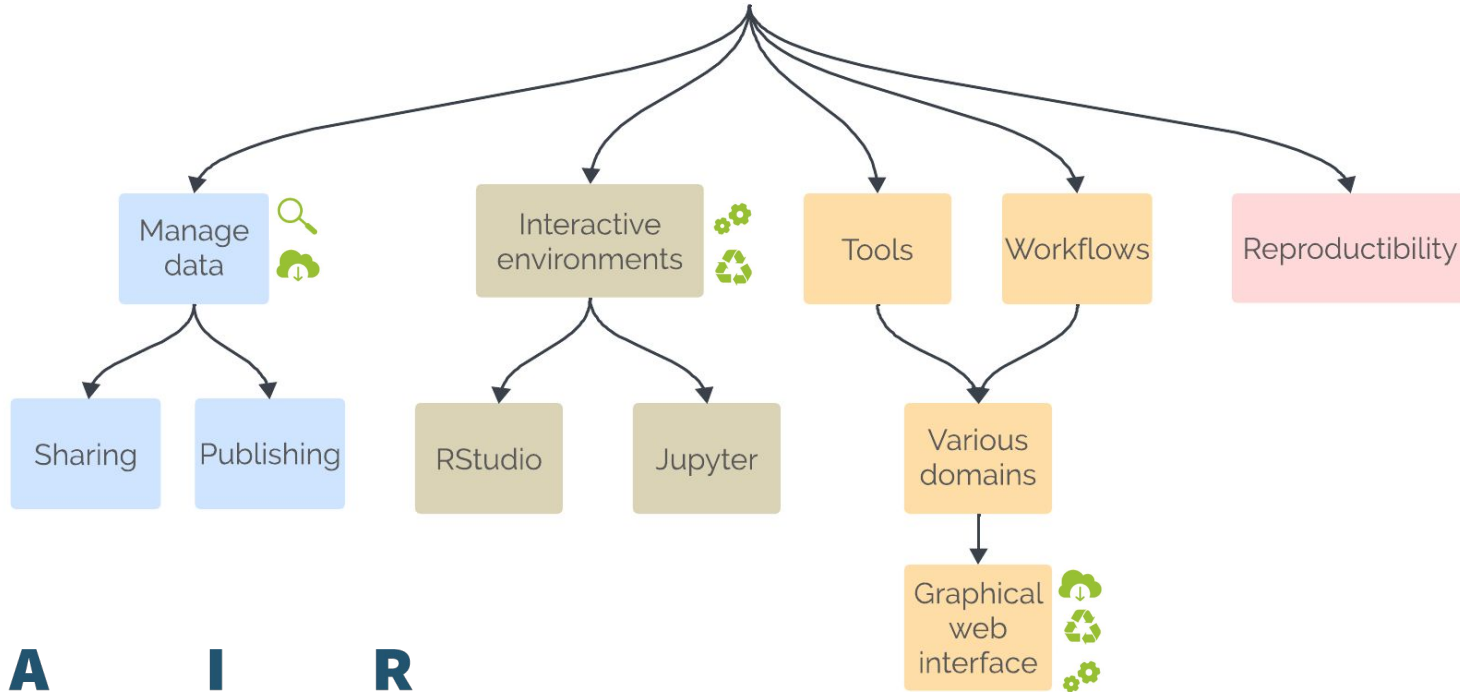 Manage
data
Interactive
environments
Tools
Workflows
Reproductibility
Sharing
Publishing
RStudio
Jupyter
Various
domains
Graphical
web
interface
A I R